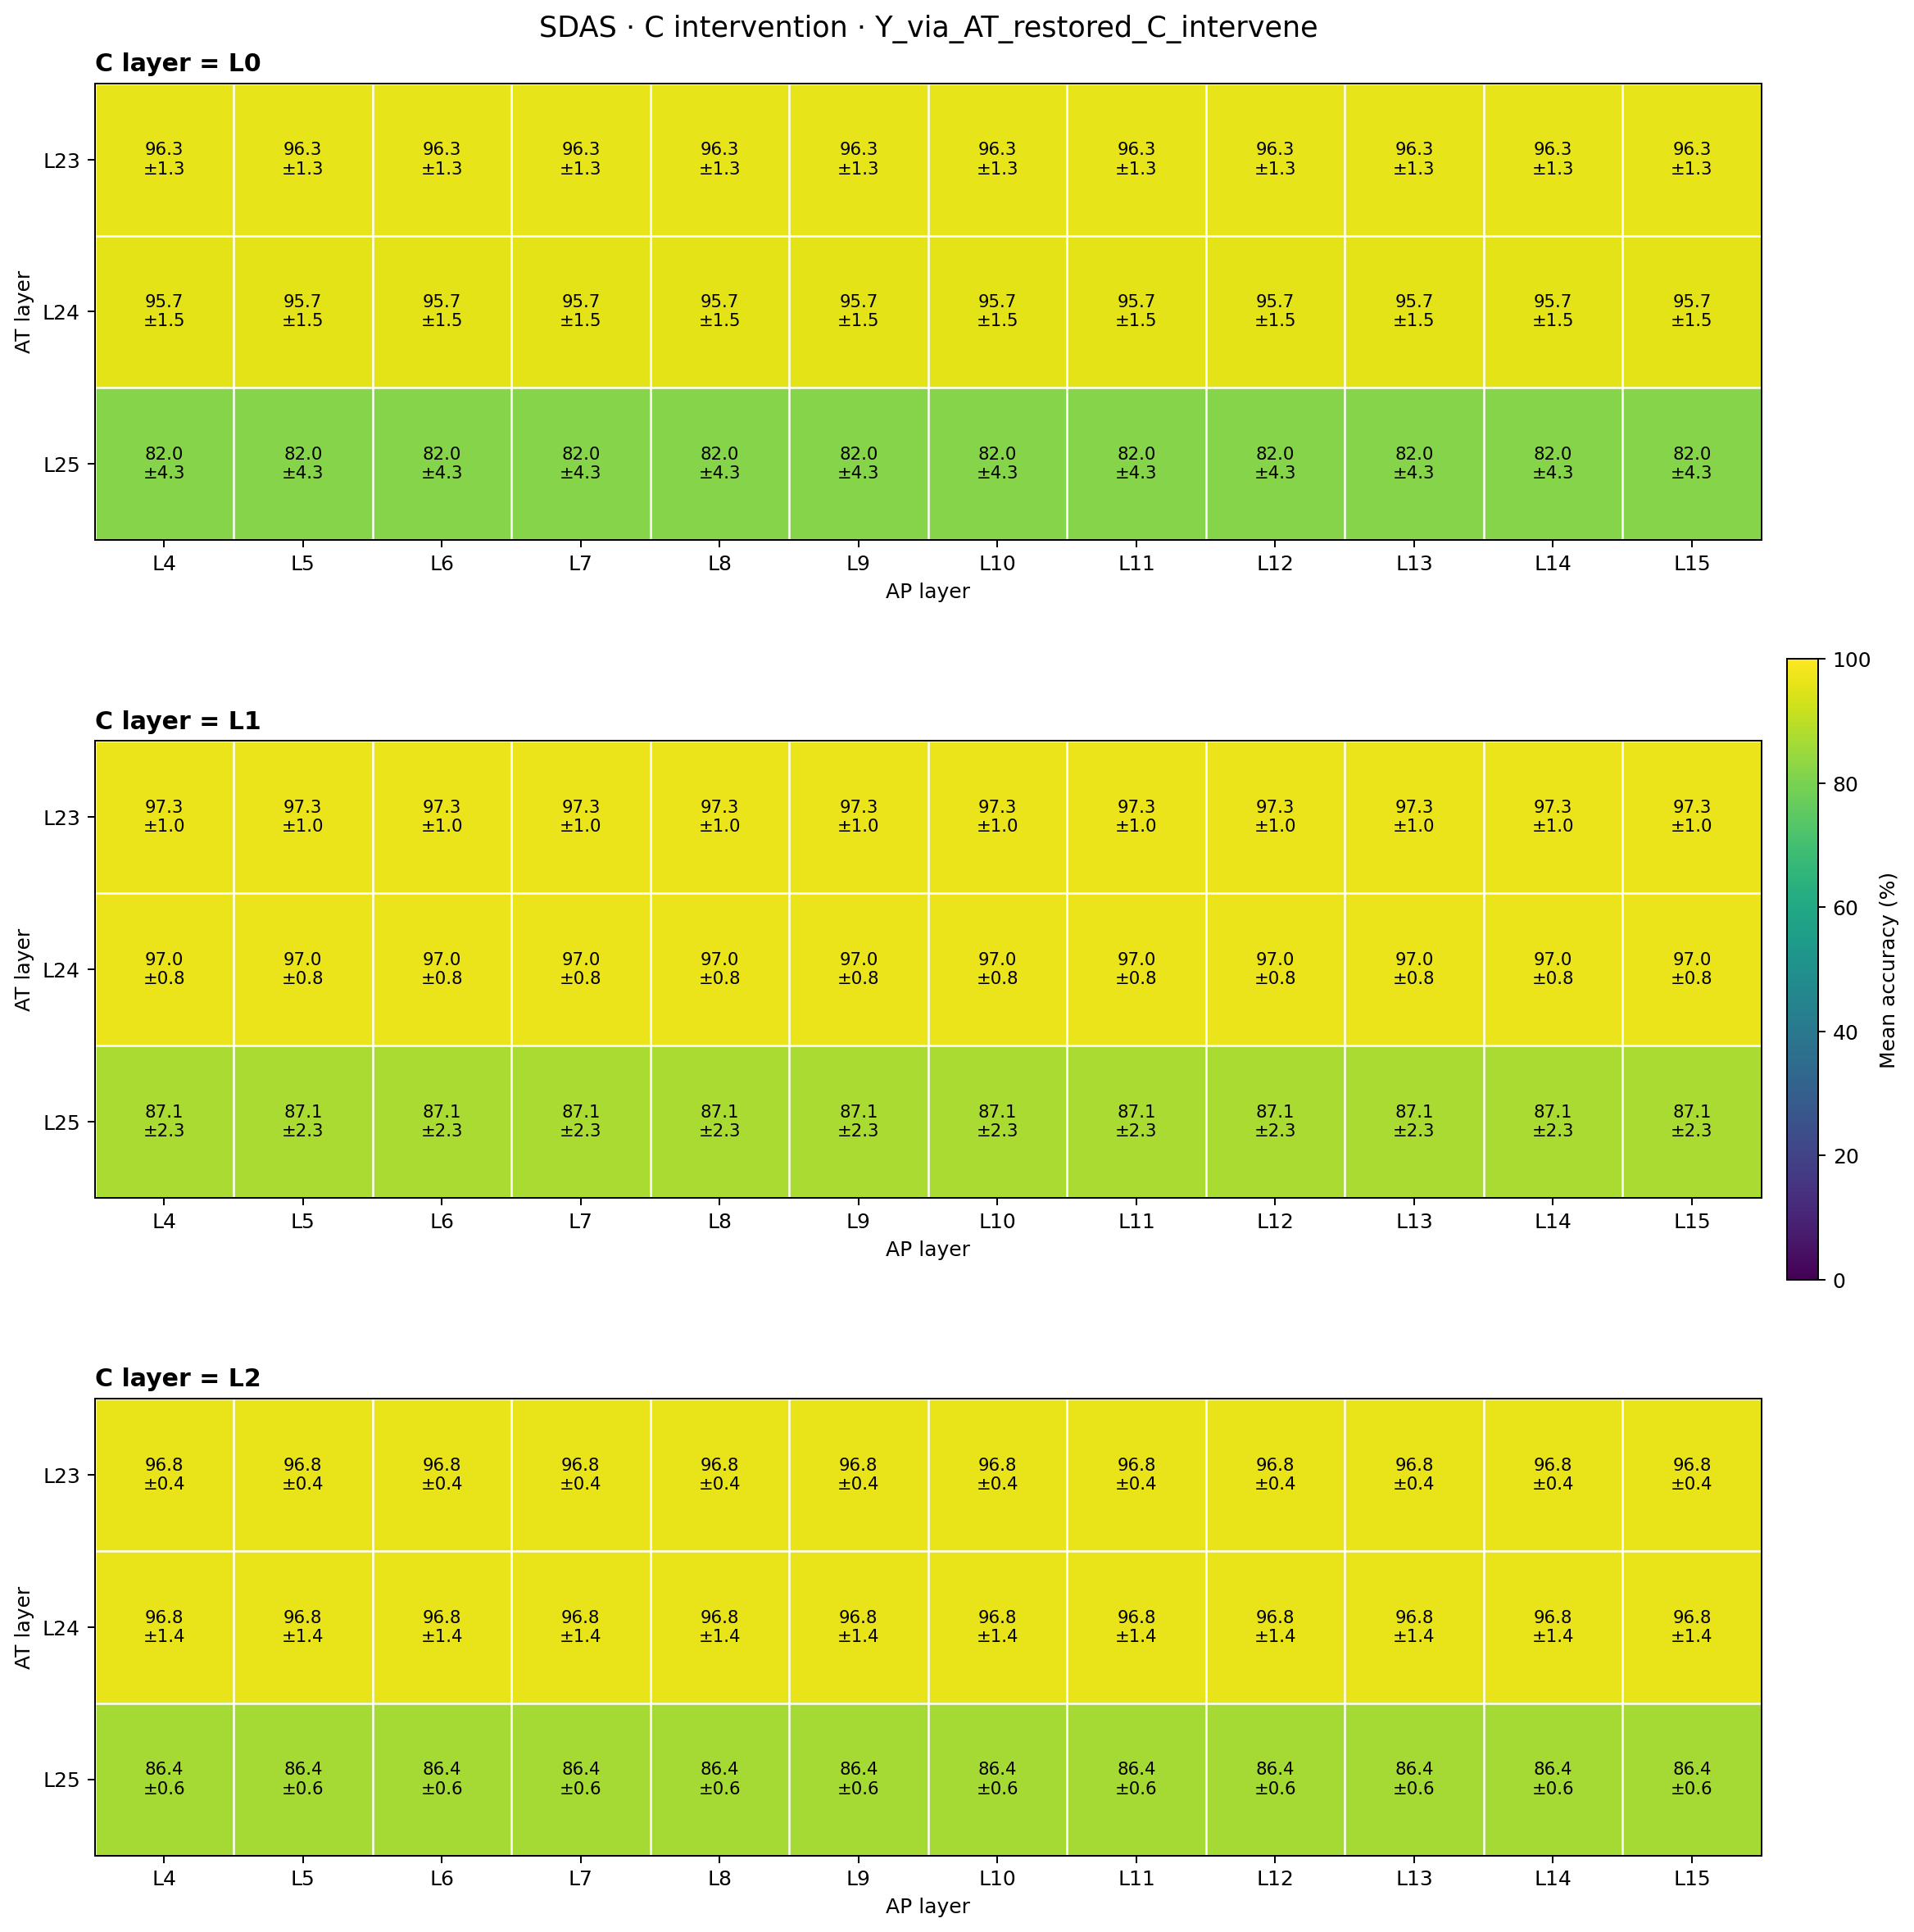 SDAS · C intervention · Y_via_AT_restored_C_intervene
C layer = L0
AT layer
L23
96.3 96.3 96.3 96.3 96.3 96.3 96.3 96.3 96.3 96.3 96.3 96.3
±1.3 ±1.3 ±1.3 ±1.3 ±1.3 ±1.3 ±1.3 ±1.3 ±1.3 ±1.3 ±1.3 ±1.3
L24
95.7 95.7 95.7 95.7 95.7 95.7 95.7 95.7 95.7 95.7 95.7 95.7
±1.5 ±1.5 ±1.5 ±1.5 ±1.5 ±1.5 ±1.5 ±1.5 ±1.5 ±1.5 ±1.5 ±1.5
L25
82.0 82.0 82.0 82.0 82.0 82.0 82.0 82.0 82.0 82.0 82.0 82.0
±4.3 ±4.3 ±4.3 ±4.3 ±4.3 ±4.3 ±4.3 ±4.3 ±4.3 ±4.3 ±4.3 ±4.3
L4 L5 L6 L7 L8 L9 L10 L11 L12 L13 L14 L15
AP layer
C layer = L1
AT layer
L23
97.3 97.3 97.3 97.3 97.3 97.3 97.3 97.3 97.3 97.3 97.3 97.3
±1.0 ±1.0 ±1.0 ±1.0 ±1.0 ±1.0 ±1.0 ±1.0 ±1.0 ±1.0 ±1.0 ±1.0
L24
97.0 97.0 97.0 97.0 97.0 97.0 97.0 97.0 97.0 97.0 97.0 97.0
±0.8 ±0.8 ±0.8 ±0.8 ±0.8 ±0.8 ±0.8 ±0.8 ±0.8 ±0.8 ±0.8 ±0.8
L25
87.1 87.1 87.1 87.1 87.1 87.1 87.1 87.1 87.1 87.1 87.1 87.1
±2.3 ±2.3 ±2.3 ±2.3 ±2.3 ±2.3 ±2.3 ±2.3 ±2.3 ±2.3 ±2.3 ±2.3
L4 L5 L6 L7 L8 L9 L10 L11 L12 L13 L14 L15
AP layer
100
80
60
40
20
0
Mean accuracy (%)
C layer = L2
AT layer
L23
96.8 96.8 96.8 96.8 96.8 96.8 96.8 96.8 96.8 96.8 96.8 96.8
±0.4 ±0.4 ±0.4 ±0.4 ±0.4 ±0.4 ±0.4 ±0.4 ±0.4 ±0.4 ±0.4 ±0.4
L24
96.8 96.8 96.8 96.8 96.8 96.8 96.8 96.8 96.8 96.8 96.8 96.8
±1.4 ±1.4 ±1.4 ±1.4 ±1.4 ±1.4 ±1.4 ±1.4 ±1.4 ±1.4 ±1.4 ±1.4
L25
86.4 86.4 86.4 86.4 86.4 86.4 86.4 86.4 86.4 86.4 86.4 86.4
±0.6 ±0.6 ±0.6 ±0.6 ±0.6 ±0.6 ±0.6 ±0.6 ±0.6 ±0.6 ±0.6 ±0.6
L4 L5 L6 L7 L8 L9 L10 L11 L12 L13 L14 L15
AP layer